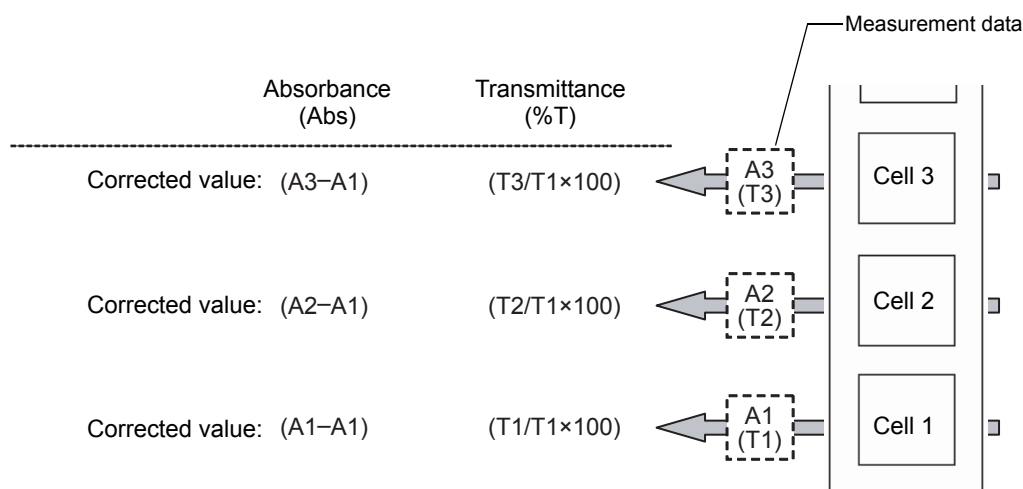 Measurement data
Absorbance
(Abs)
Transmittance
(%T)
Corrected value: (A3–A1) (T3/T1×100)
A3
(T3)
Cell 3
Corrected value: (A2–A1) (T2/T1×100)
A2
(T2)
Cell 2
Corrected value: (A1–A1) (T1/T1×100)
A1
(T1)
Cell 1